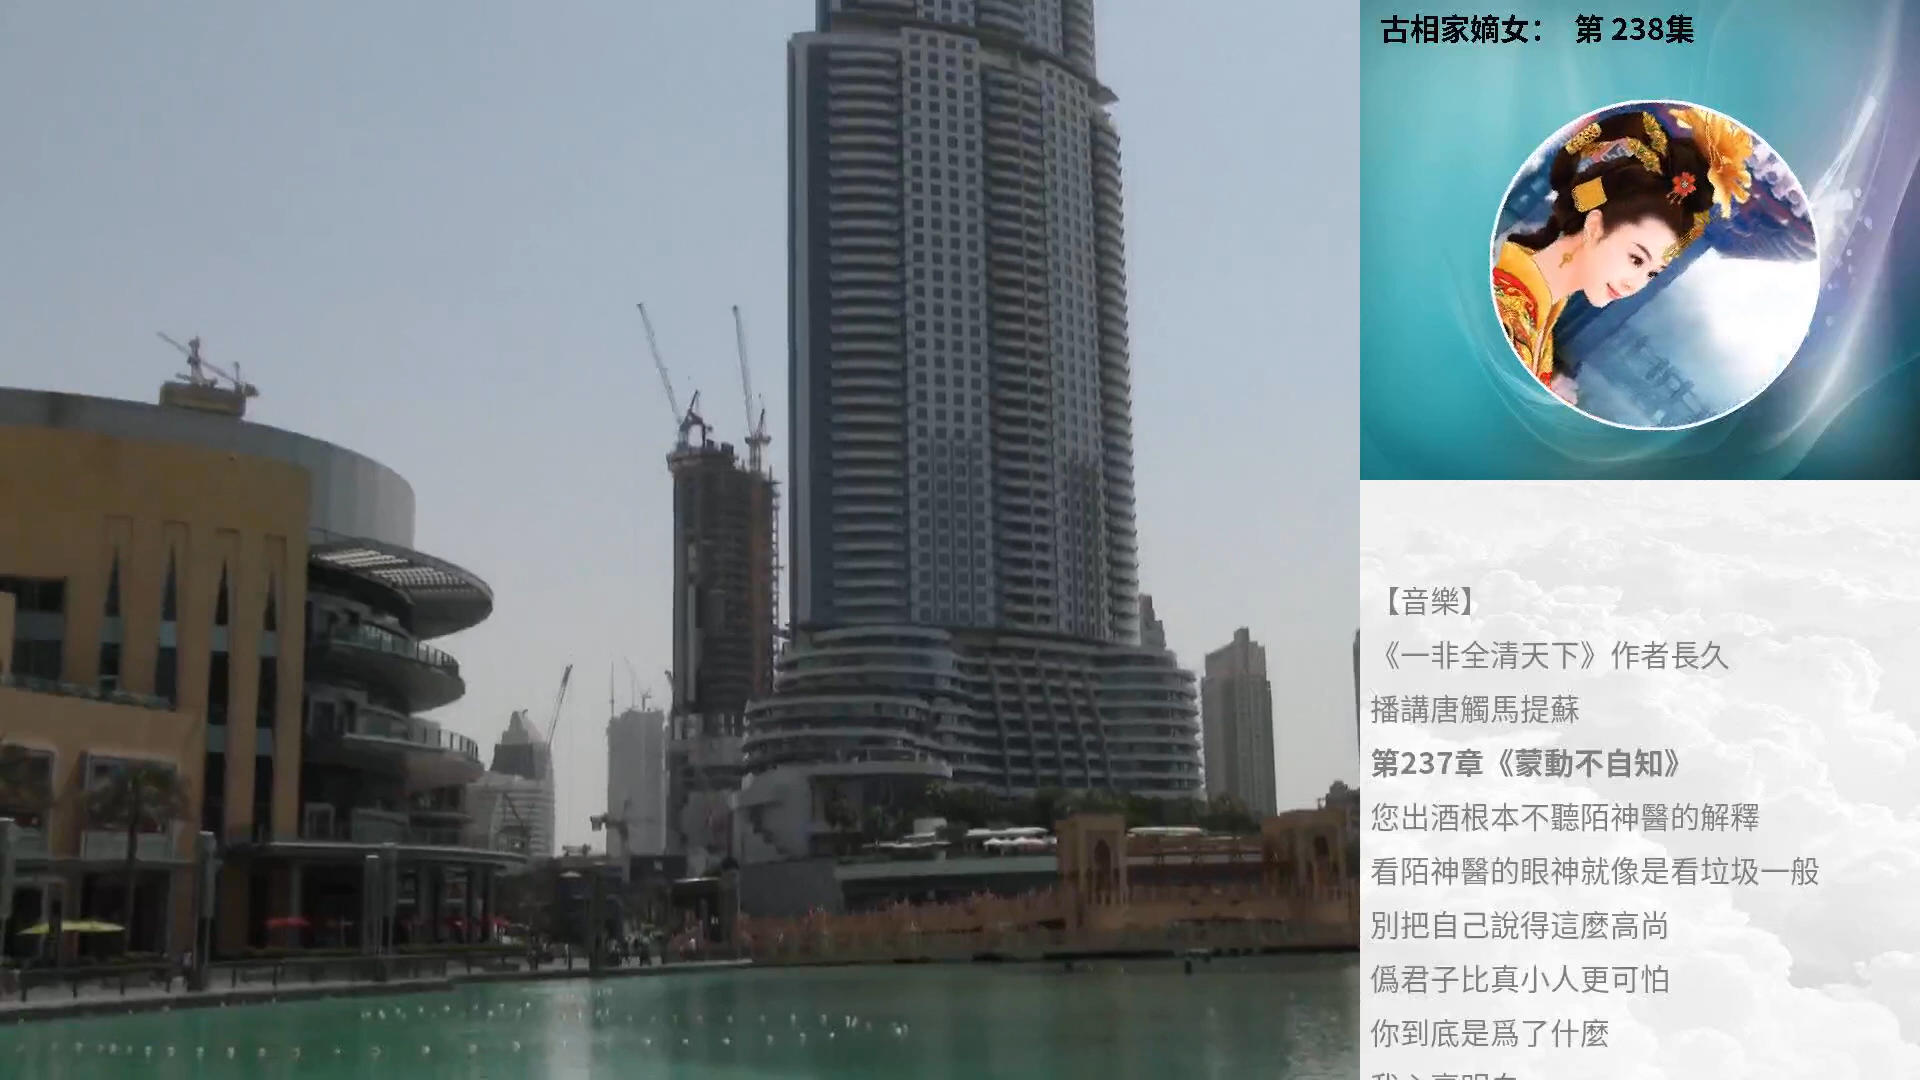 古相家嫡女： 第 238集
【音樂】
《一非全清天下》作者長久
播講唐觸馬提蘇
第237章《蒙動不自知》
您出酒根本不聽陌神醫的解釋
看陌神醫的眼神就像是看垃圾一般
別把自己說得這麼高尚
僞君子比真小人更可怕
你到底是爲了什麼